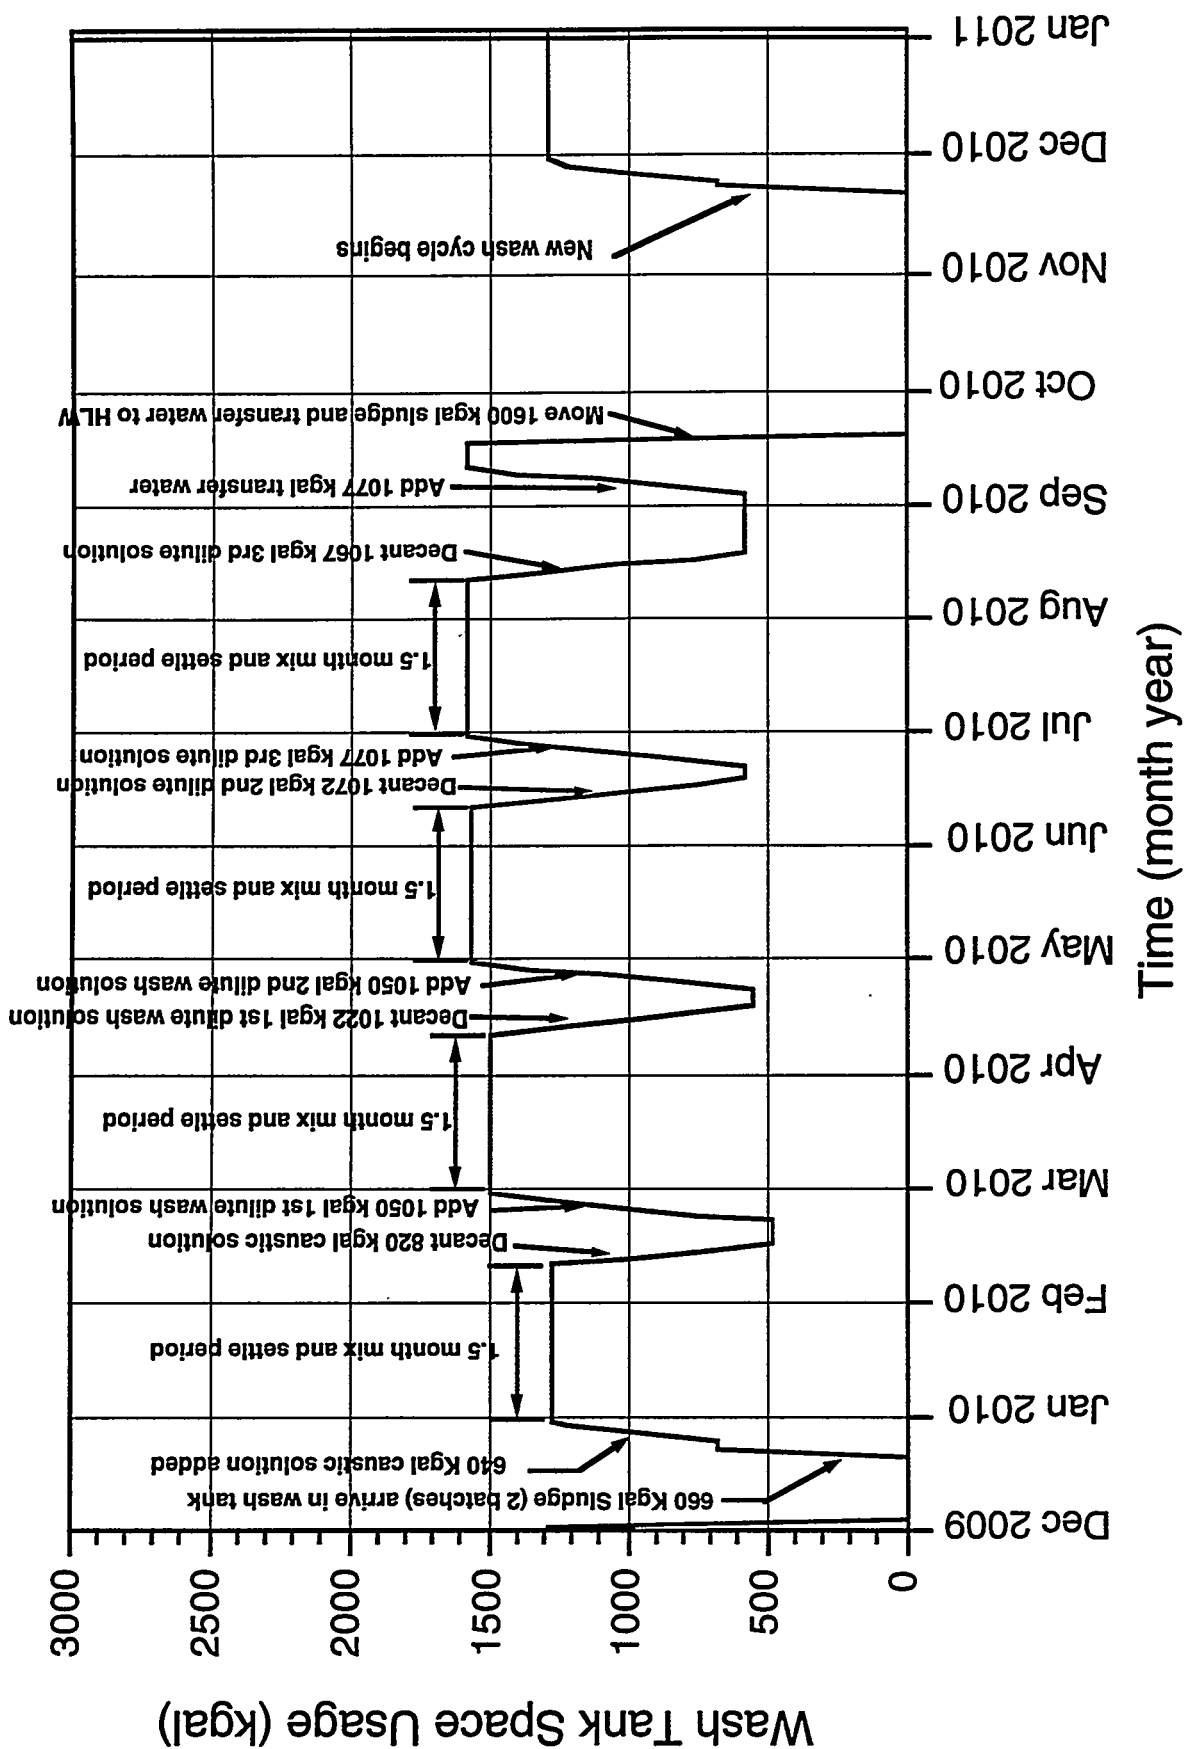 Wash Tank Space Usage (kgal)
0
500
1000
1500
2000
2500
3000
Dec 2009
660 Kgal Sludge (2 batches) arrive in wash tank
640 Kgal caustic solution added
Jan 2010
1.5 month mix and settle period
Feb 2010
Decant 820 kgal caustic solution
Add 1050 kgal 1st dilute wash solution
Mar 2010
1.5 month mix and settle period
Apr 2010
Decant 1022 kgal 1st dilute wash solution
Add 1050 kgal 2nd dilute wash solution
May 2010
1.5 month mix and settle period
Jun 2010
Decant 1072 kgal 2nd dilute solution
Add 1077 kgal 3rd dilute solution
Jul 2010
1.5 month mix and settle period
Aug 2010
Decant 1067 kgal 3rd dilute solution
Sep 2010
Add 1077 kgal transfer water
Move 1600 kgal sludge and transfer water to HLW
Oct 2010
Nov 2010
New wash cycle begins
Dec 2010
Jan 2011
Time (month year)